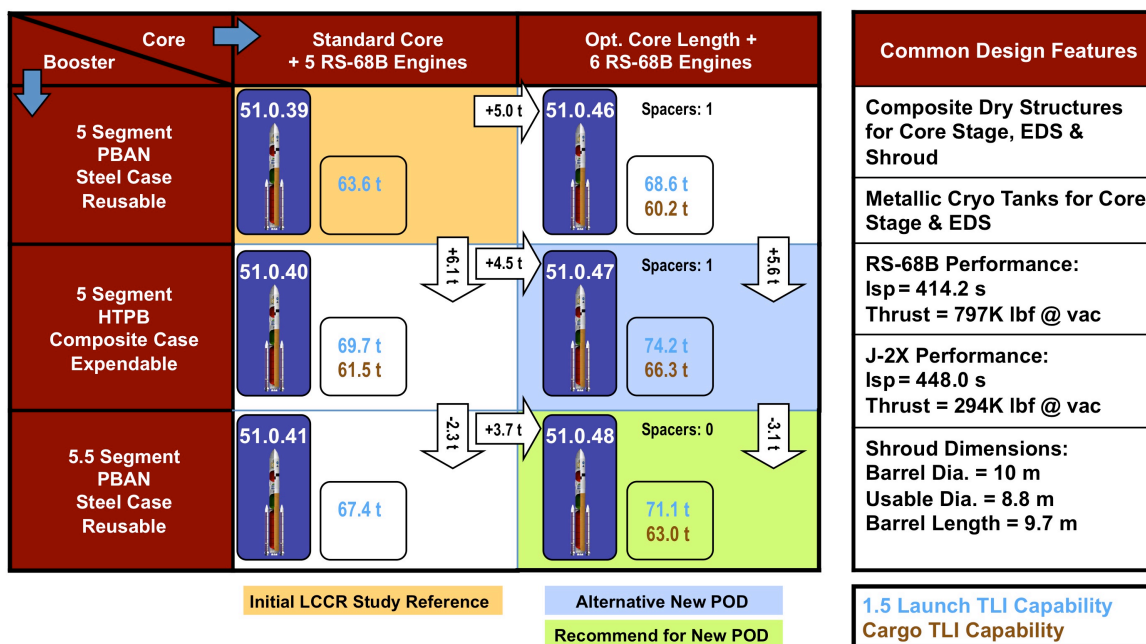 Core
Booster
Standard Core
+ 5 RS-68B Engines
Opt. Core Length +
6 RS-68B Engines
5 Segment
PBAN
Steel Case
Reusable
51.0.39
63.6 t
+5.0 t
51.0.46
Spacers: 1
68.6 t
60.2 t
+6.1 t
+5.6 t
5 Segment
HTPB
Composite Case
Expendable
51.0.40
69.7 t
61.5 t
+4.5 t
51.0.47
Spacers: 1
74.2 t
66.3 t
-2.3 t
-3.1 t
5.5 Segment
PBAN
Steel Case
Reusable
51.0.41
67.4 t
+3.7 t
51.0.48
Spacers: 0
71.1 t
63.0 t
Initial LCCR Study Reference
Alternative New POD
Recommend for New POD
Common Design Features
Composite Dry Structures
for Core Stage, EDS &
Shroud
Metallic Cryo Tanks for Core
Stage & EDS
RS-68B Performance:
Isp = 414.2 s
Thrust = 797K lbf @ vac
J-2X Performance:
Isp = 448.0 s
Thrust = 294K lbf @ vac
Shroud Dimensions:
Barrel Dia. = 10 m
Usable Dia. = 8.8 m
Barrel Length = 9.7 m
1.5 Launch TLI Capability
Cargo TLI Capability